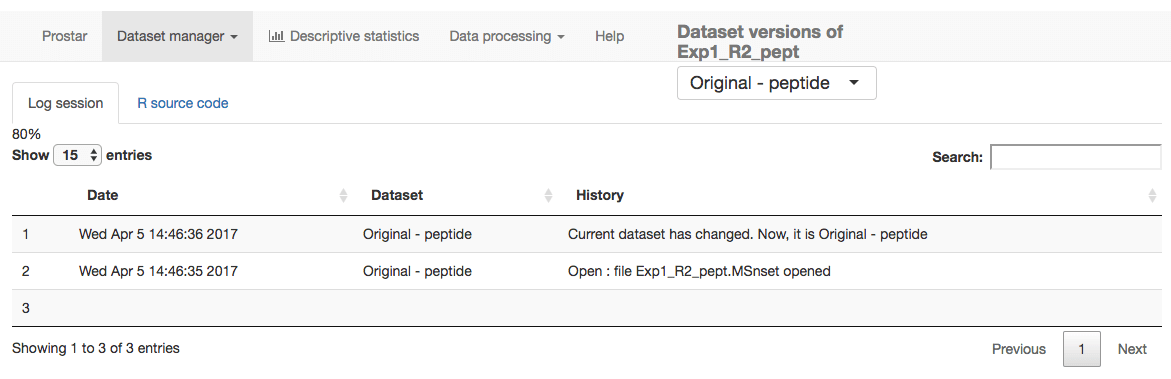 Prostar Dataset manager Descriptive statistics Data processing Help
Dataset versions of
Exp1_R2_pept
Original - peptide
Log session R source code
80%
Show 15 entries
Search:
Date Dataset History
1 Wed Apr 5 14:46:36 2017 Original - peptide Current dataset has changed. Now, it is Original - peptide
2 Wed Apr 5 14:46:35 2017 Original - peptide Open : file Exp1_R2_pept.MSnset opened
3
Showing 1 to 3 of 3 entries
Previous 1 Next